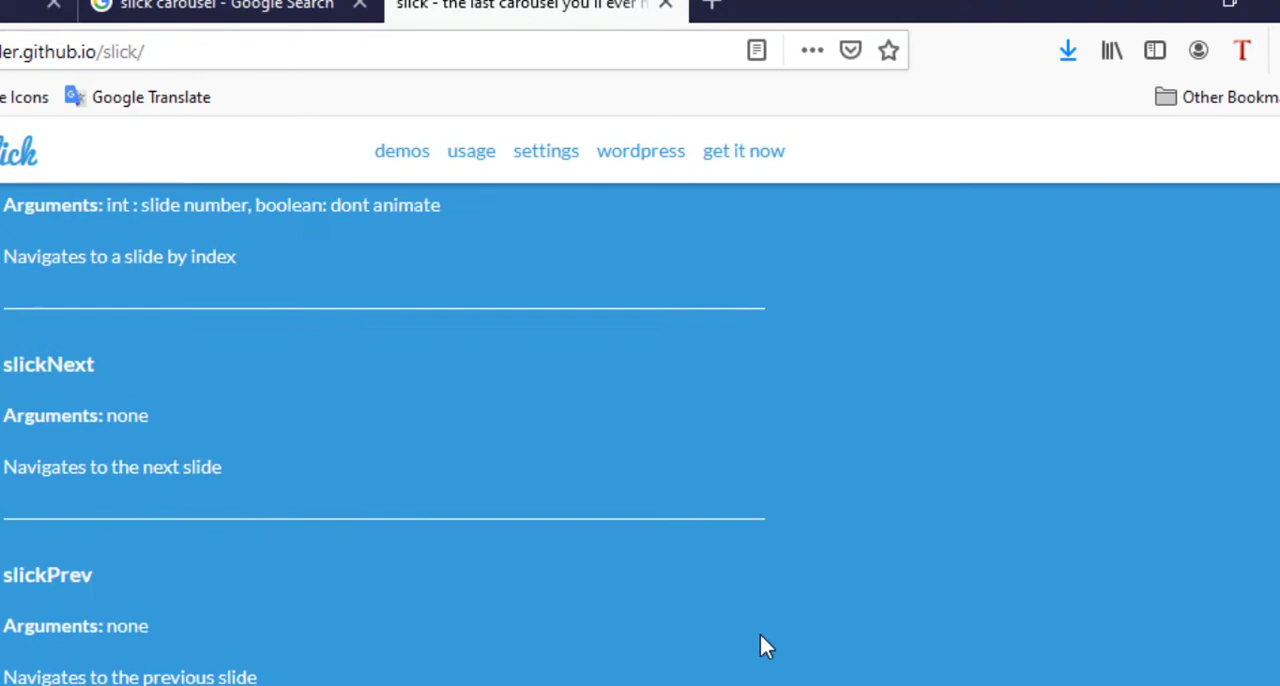 slick carousel - Google Search
slick - the last carousel you'll ever
ler.github.io/slick/
e Icons
Google Translate
Other Bookma
lick
demos
usage
settings
wordpress
get it now
Arguments: int : slide number, boolean: dont animate
Navigates to a slide by index
slickNext
Arguments: none
Navigates to the next slide
slickPrev
Arguments: none
Navigates to the previous slide